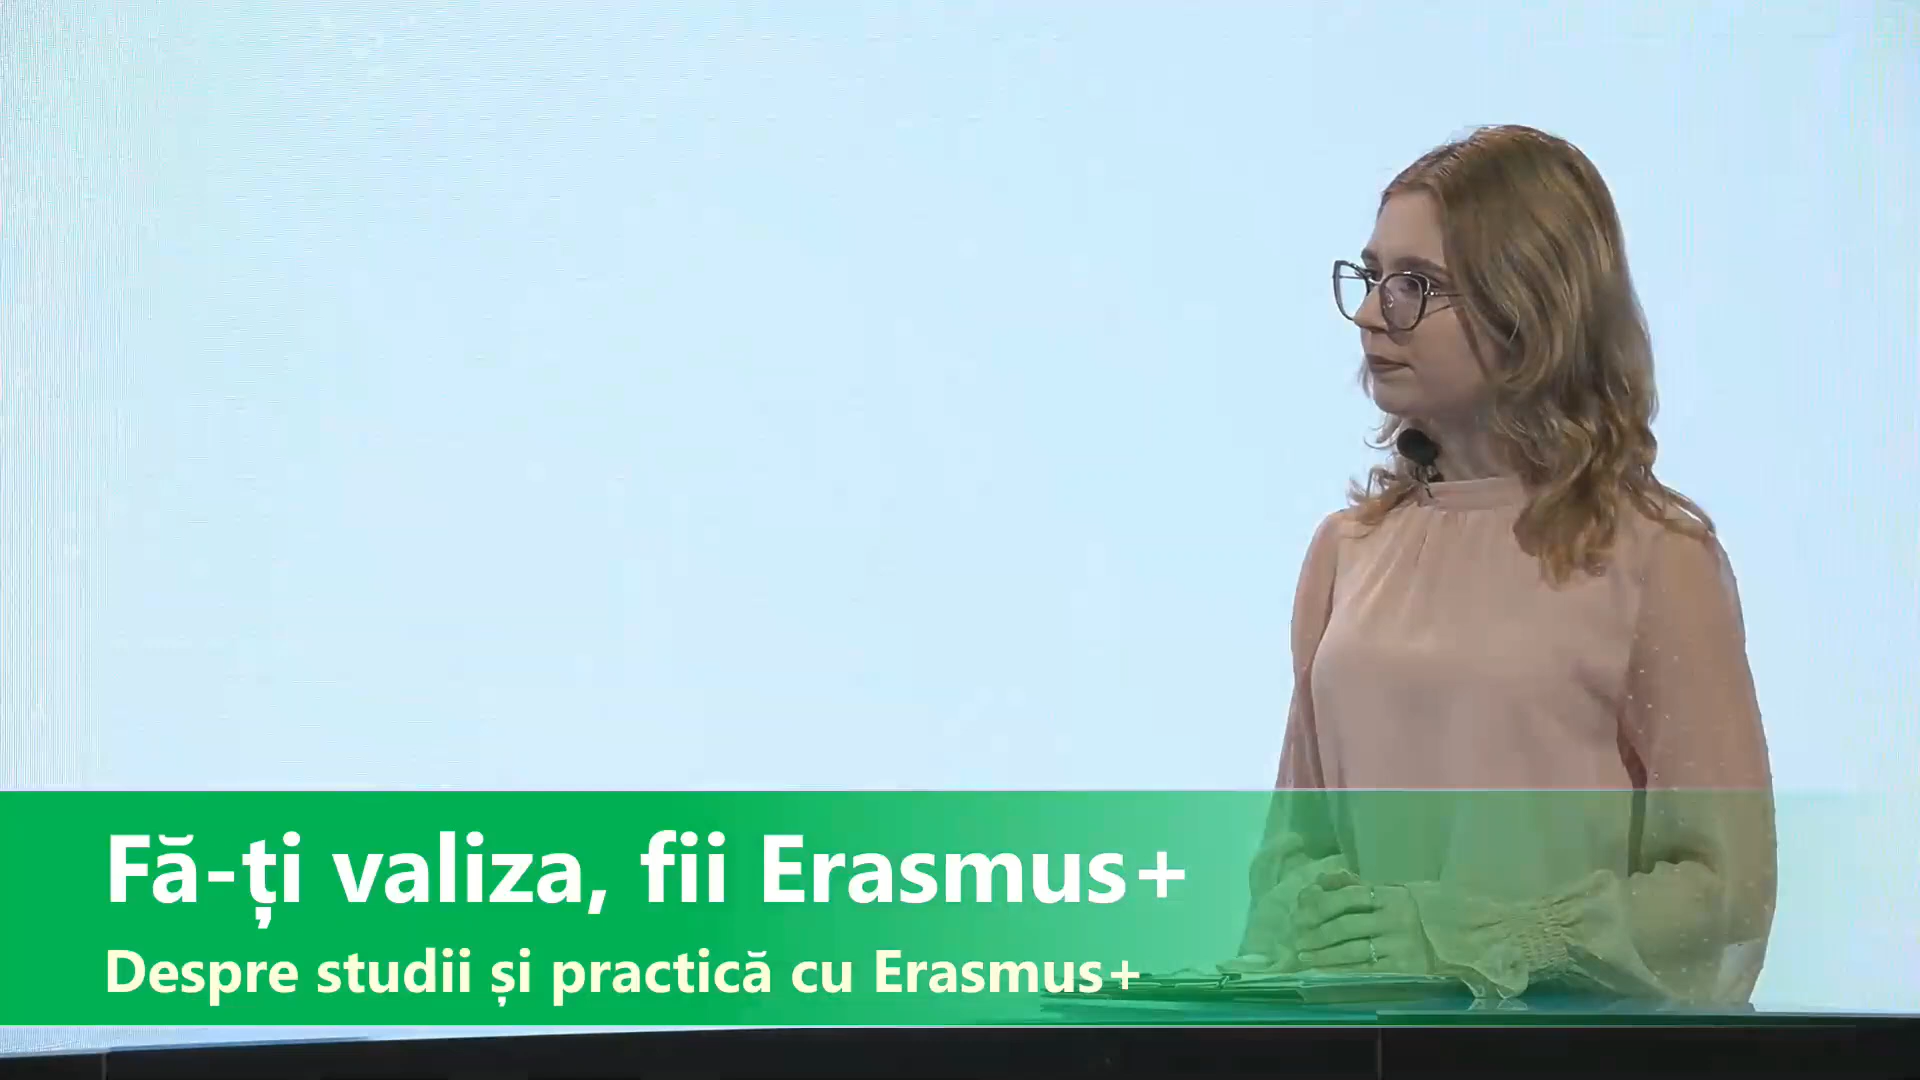 Fă-ți valiza, fii Erasmus+
Despre studii și practică cu Erasmus+